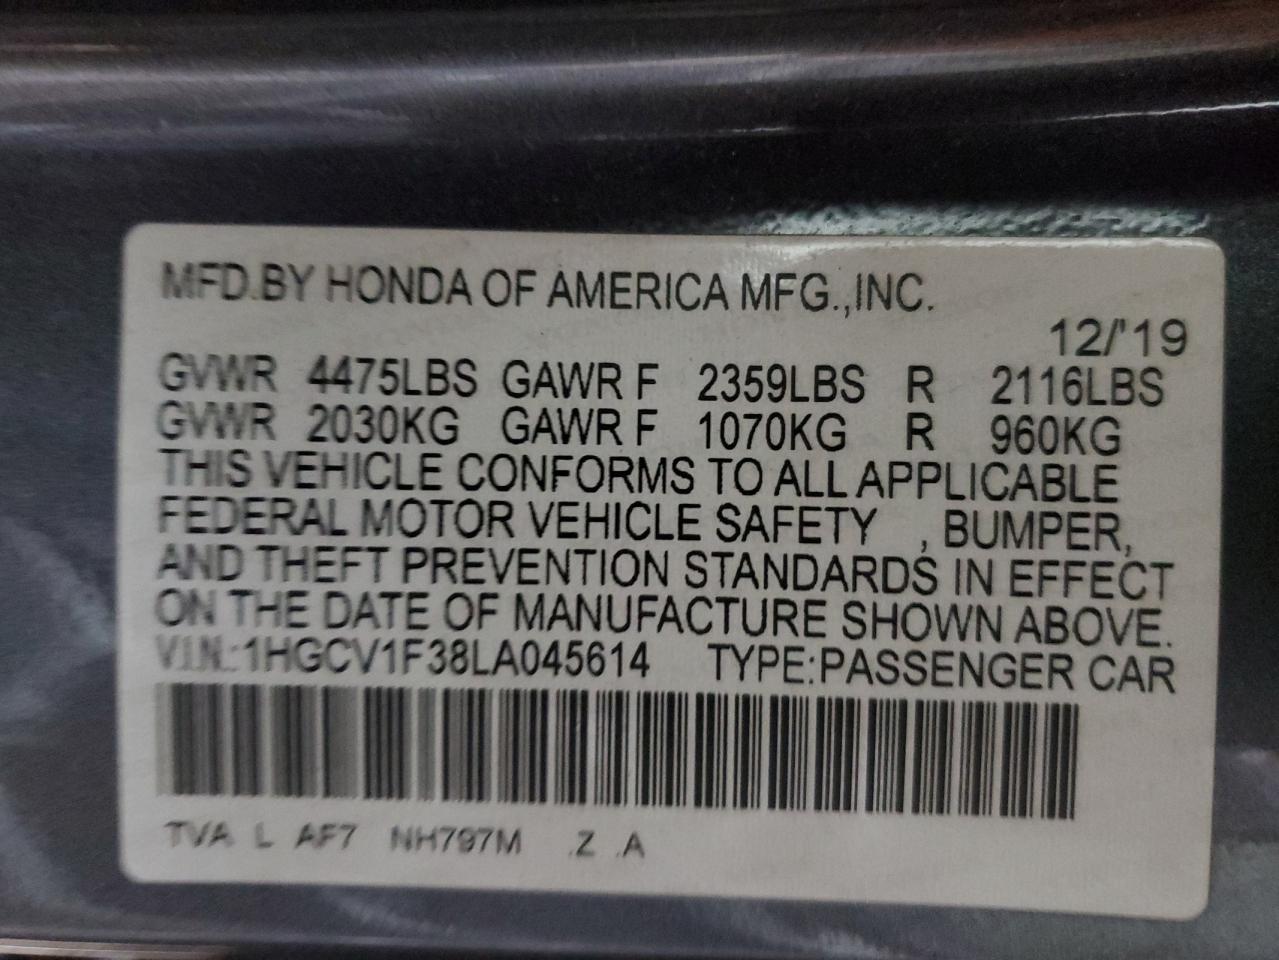 MFD.BY HONDA OF AMERICA MFG.,INC.
12/'19
GVWR 4475LBS GAWR F 2359LBS R 2116LBS
GVWR 2030KG GAWR F 1070KG R 960KG
THIS VEHICLE CONFORMS TO ALL APPLICABLE
FEDERAL MOTOR VEHICLE SAFETY , BUMPER,
AND THEFT PREVENTION STANDARDS IN EFFECT
ON THE DATE OF MANUFACTURE SHOWN ABOVE.
V.I.N.:1HGCV1F38LA045614 TYPE:PASSENGER CAR
TVA L AF7 NH797M .Z .A